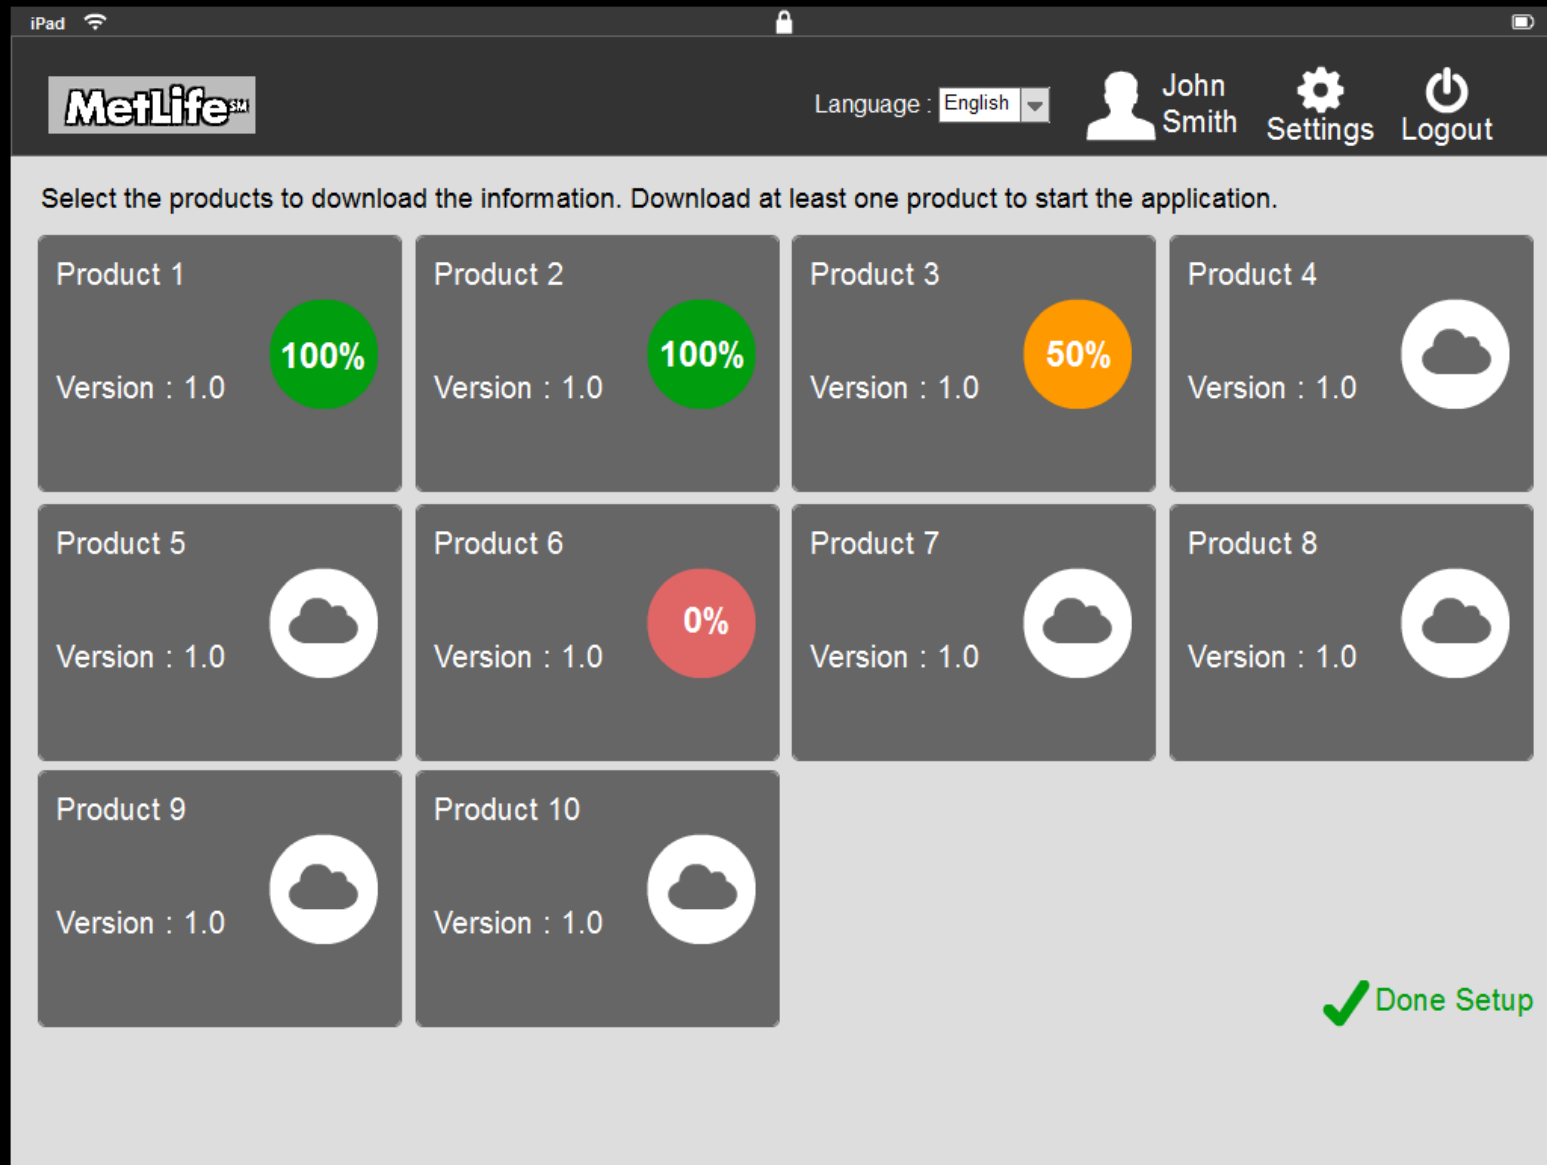 iPad
MetLife SM
Language : English
John
Smith
Settings
Logout
Select the products to download the information. Download at least one product to start the application.
Product 1
100%
Version : 1.0
Product 2
100%
Version : 1.0
Product 3
50%
Version : 1.0
Product 4
Version : 1.0
Product 5
Version : 1.0
Product 6
0%
Version : 1.0
Product 7
Version : 1.0
Product 8
Version : 1.0
Product 9
Version : 1.0
Product 10
Version : 1.0
Done Setup